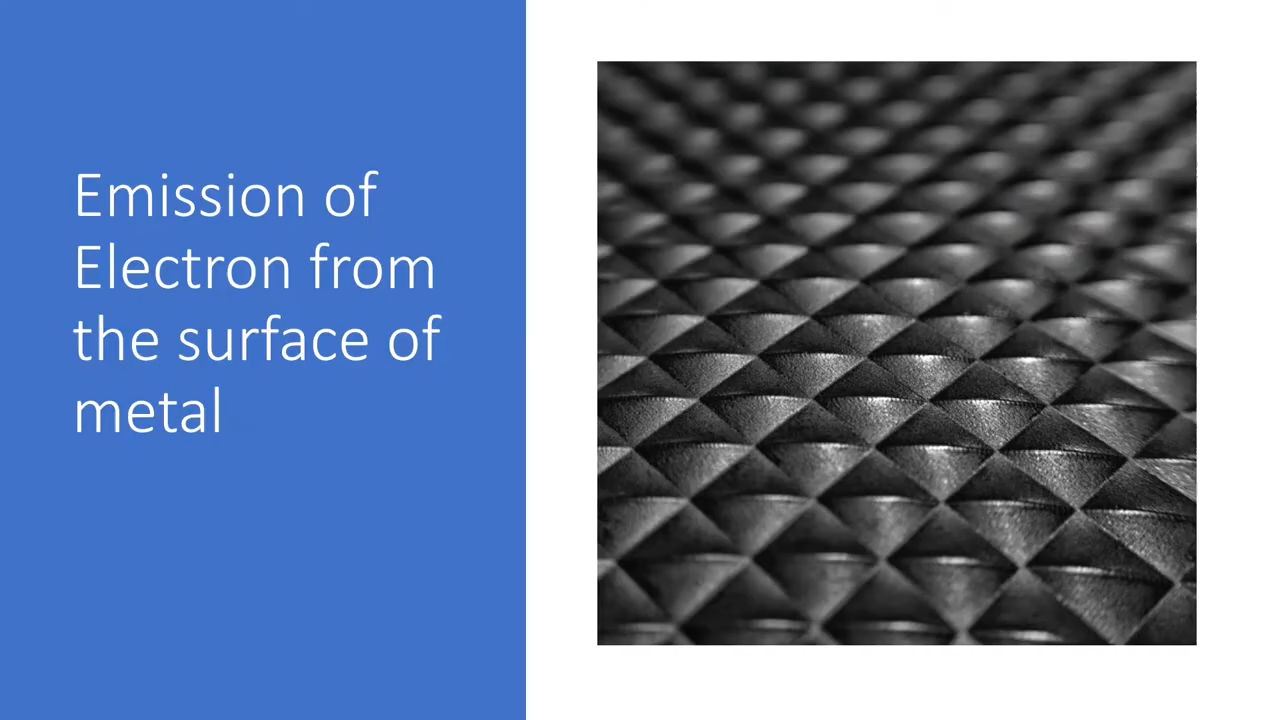 Emission of
Electron from
the surface of
metal